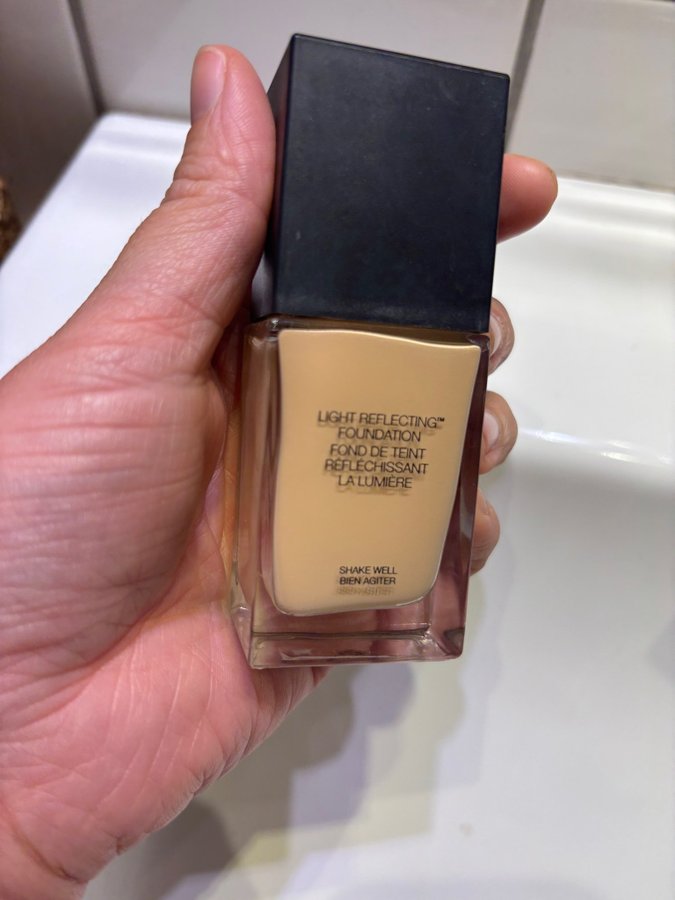 LIGHT REFLECTING™
FOUNDATION
FOND DE TEINT
RÉFLÉCHISSANT
LA LUMIÈRE
SHAKE WELL
BIEN AGITER